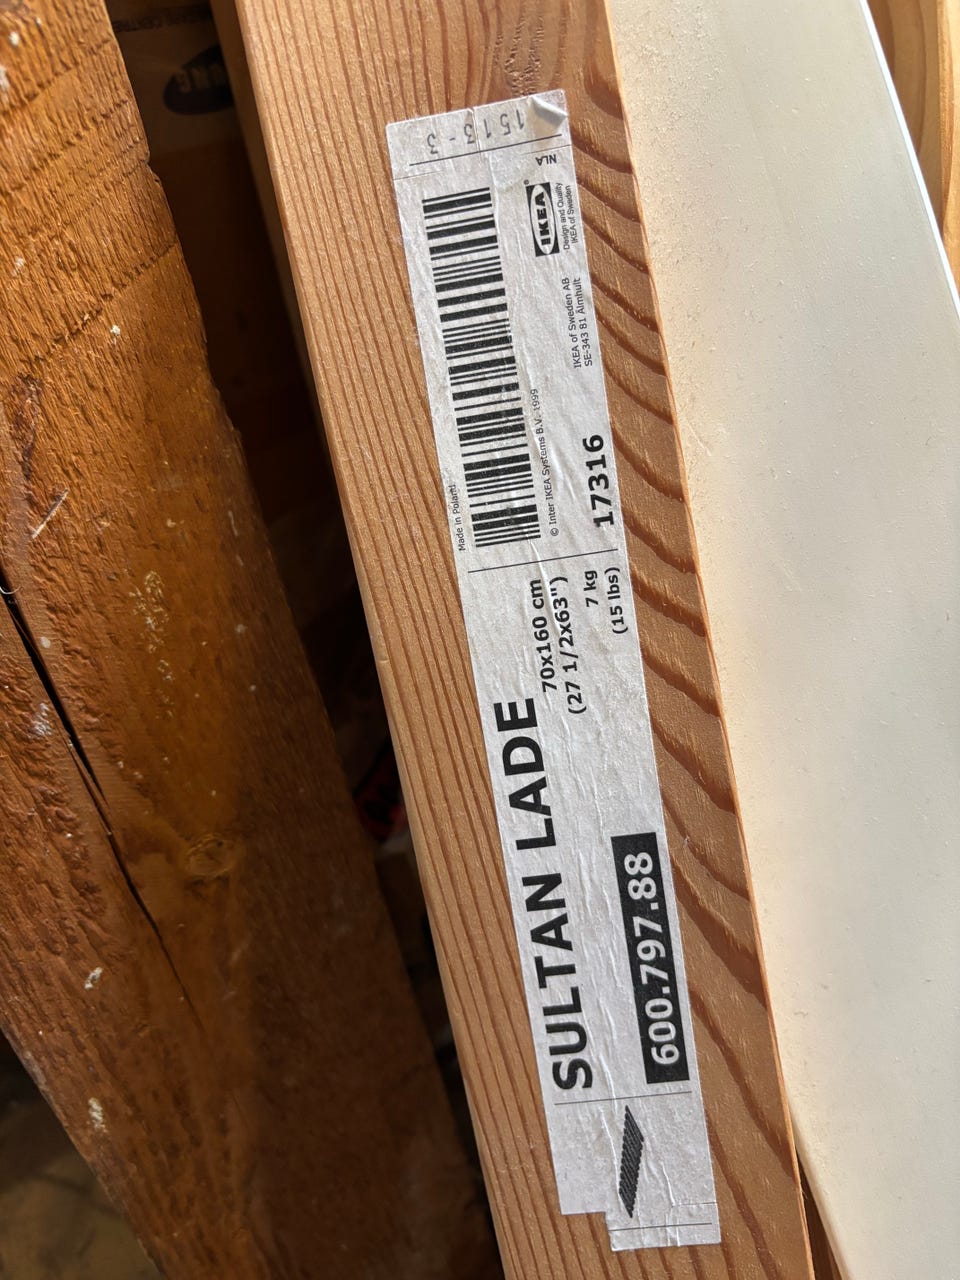 SULTAN LADE
600.797.88
70x160 cm
(27 1/2x63")
7 kg
(15 lbs)
Made in Poland
© Inter IKEA Systems B.V. 1999
17316
IKEA of Sweden AB
SE-343 81 Älmhult
IKEA®
Design and Quality
IKEA of Sweden
NLA
1513-3